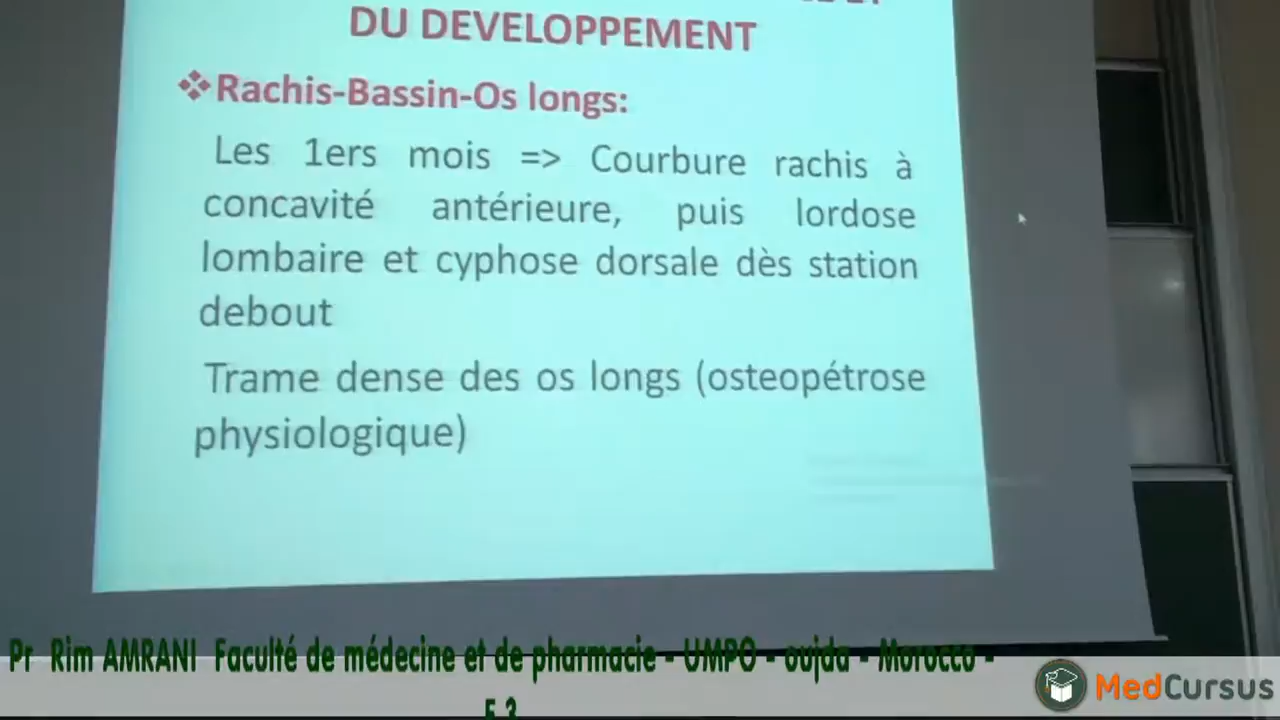 DU DEVELOPPEMENT
❖Rachis-Bassin-Os longs:
Les 1ers mois => Courbure rachis à
concavité antérieure, puis lordose
lombaire et cyphose dorsale dès station
debout
Trame dense des os longs (osteopétrose
physiologique)
Pr Rim AMRANI Faculté de médecine et de pharmacie - UMPO - oujda - Morocco -
MedCursus